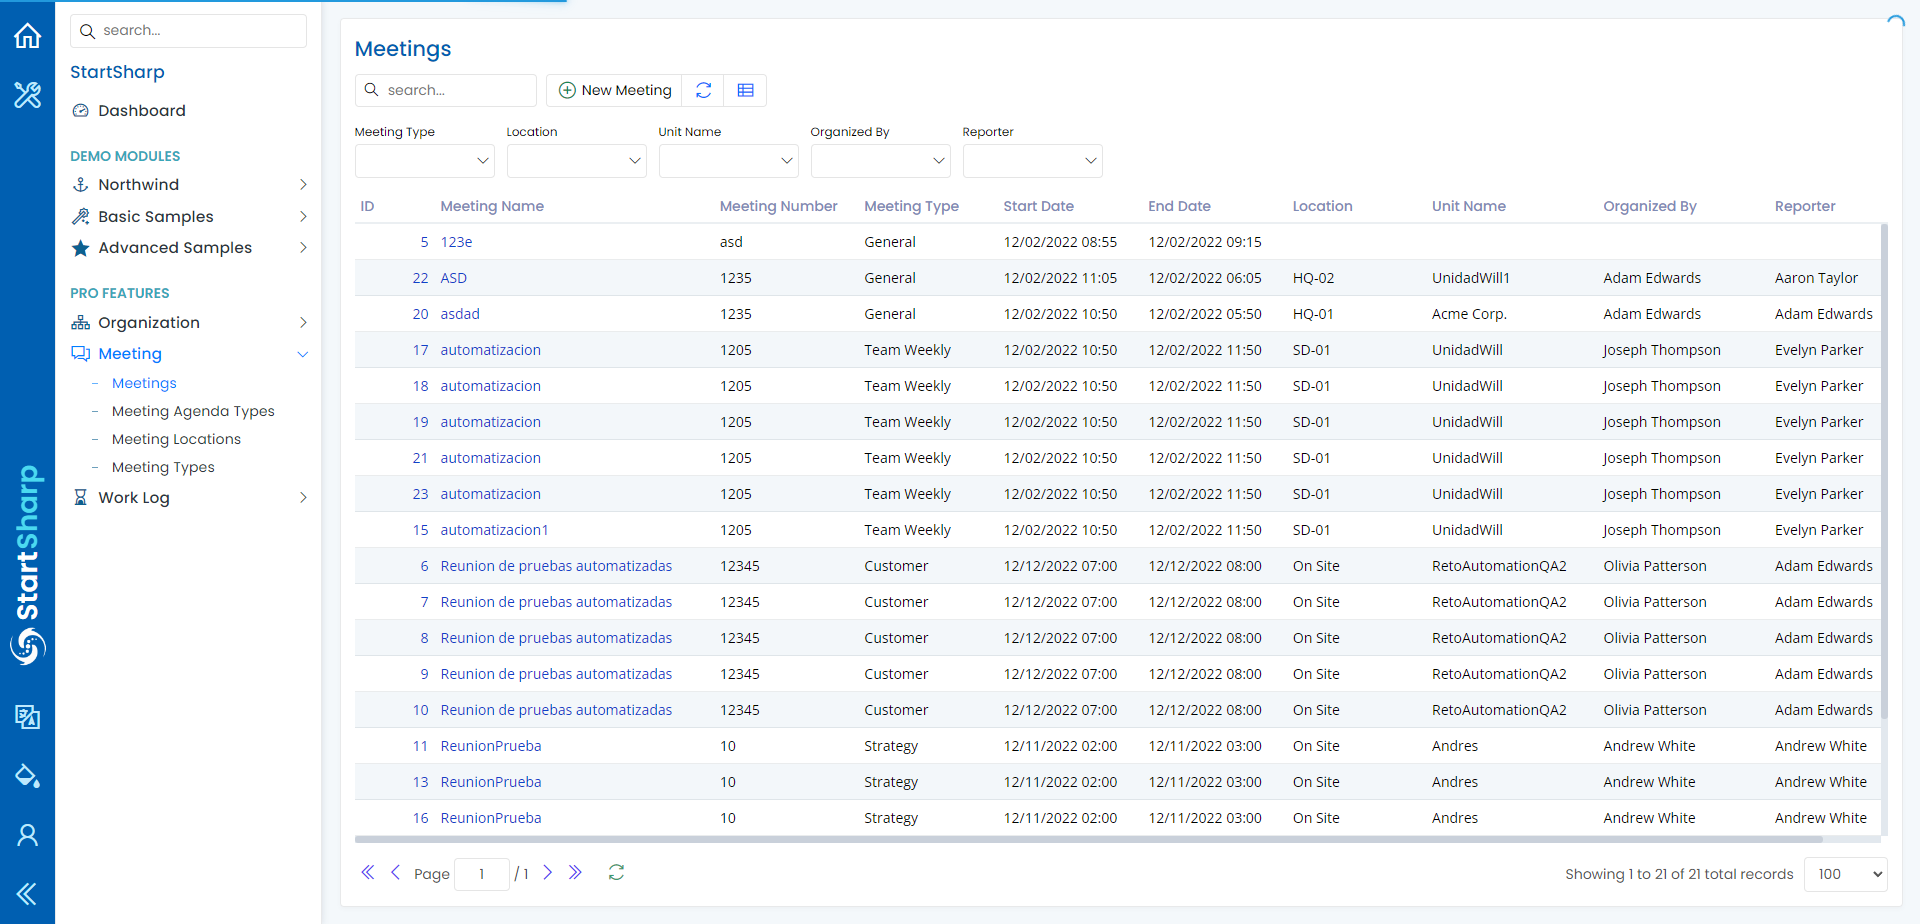 search...
StartSharp
Dashboard
DEMO MODULES
Northwind
Basic Samples
Advanced Samples
PRO FEATURES
Organization
Meeting
- Meetings
- Meeting Agenda Types
- Meeting Locations
- Meeting Types
Work Log
StartSharp
Meetings
search...
New Meeting
Meeting Type Location Unit Name Organized By Reporter
ID Meeting Name Meeting Number Meeting Type Start Date End Date Location Unit Name Organized By Reporter
5 123e asd General 12/02/2022 08:55 12/02/2022 09:15
22 ASD 1235 General 12/02/2022 11:05 12/02/2022 06:05 HQ-02 UnidadWill1 Adam Edwards Aaron Taylor
20 asdad 1235 General 12/02/2022 10:50 12/02/2022 05:50 HQ-01 Acme Corp. Adam Edwards Adam Edwards
17 automatizacion 1205 Team Weekly 12/02/2022 10:50 12/02/2022 11:50 SD-01 UnidadWill Joseph Thompson Evelyn Parker
18 automatizacion 1205 Team Weekly 12/02/2022 10:50 12/02/2022 11:50 SD-01 UnidadWill Joseph Thompson Evelyn Parker
19 automatizacion 1205 Team Weekly 12/02/2022 10:50 12/02/2022 11:50 SD-01 UnidadWill Joseph Thompson Evelyn Parker
21 automatizacion 1205 Team Weekly 12/02/2022 10:50 12/02/2022 11:50 SD-01 UnidadWill Joseph Thompson Evelyn Parker
23 automatizacion 1205 Team Weekly 12/02/2022 10:50 12/02/2022 11:50 SD-01 UnidadWill Joseph Thompson Evelyn Parker
15 automatizacion1 1205 Team Weekly 12/02/2022 10:50 12/02/2022 11:50 SD-01 UnidadWill Joseph Thompson Evelyn Parker
6 Reunion de pruebas automatizadas 12345 Customer 12/12/2022 07:00 12/12/2022 08:00 On Site RetoAutomationQA2 Olivia Patterson Adam Edwards
7 Reunion de pruebas automatizadas 12345 Customer 12/12/2022 07:00 12/12/2022 08:00 On Site RetoAutomationQA2 Olivia Patterson Adam Edwards
8 Reunion de pruebas automatizadas 12345 Customer 12/12/2022 07:00 12/12/2022 08:00 On Site RetoAutomationQA2 Olivia Patterson Adam Edwards
9 Reunion de pruebas automatizadas 12345 Customer 12/12/2022 07:00 12/12/2022 08:00 On Site RetoAutomationQA2 Olivia Patterson Adam Edwards
10 Reunion de pruebas automatizadas 12345 Customer 12/12/2022 07:00 12/12/2022 08:00 On Site RetoAutomationQA2 Olivia Patterson Adam Edwards
11 ReunionPrueba 10 Strategy 12/11/2022 02:00 12/11/2022 03:00 On Site Andres Andrew White Andrew White
13 ReunionPrueba 10 Strategy 12/11/2022 02:00 12/11/2022 03:00 On Site Andres Andrew White Andrew White
16 ReunionPrueba 10 Strategy 12/11/2022 02:00 12/11/2022 03:00 On Site Andres Andrew White Andrew White
Page 1 / 1
Showing 1 to 21 of 21 total records 100